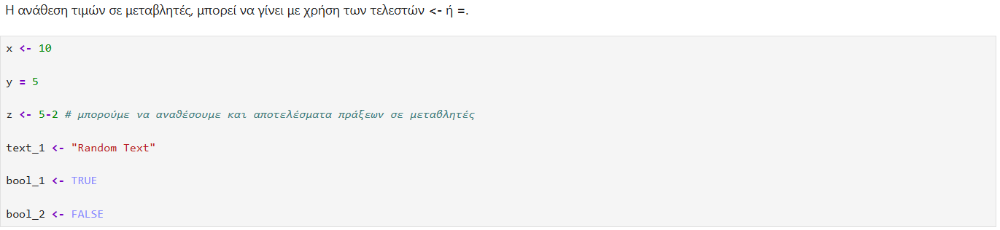 Η ανάθεση τιμών σε μεταβλητές, μπορεί να γίνει με χρήση των τελεστών <- ή =.
x <- 10
y = 5
z <- 5-2 # μπορούμε να αναθέσουμε και αποτελέσματα πράξεων σε μεταβλητές
text_1 <- "Random Text"
bool_1 <- TRUE
bool_2 <- FALSE